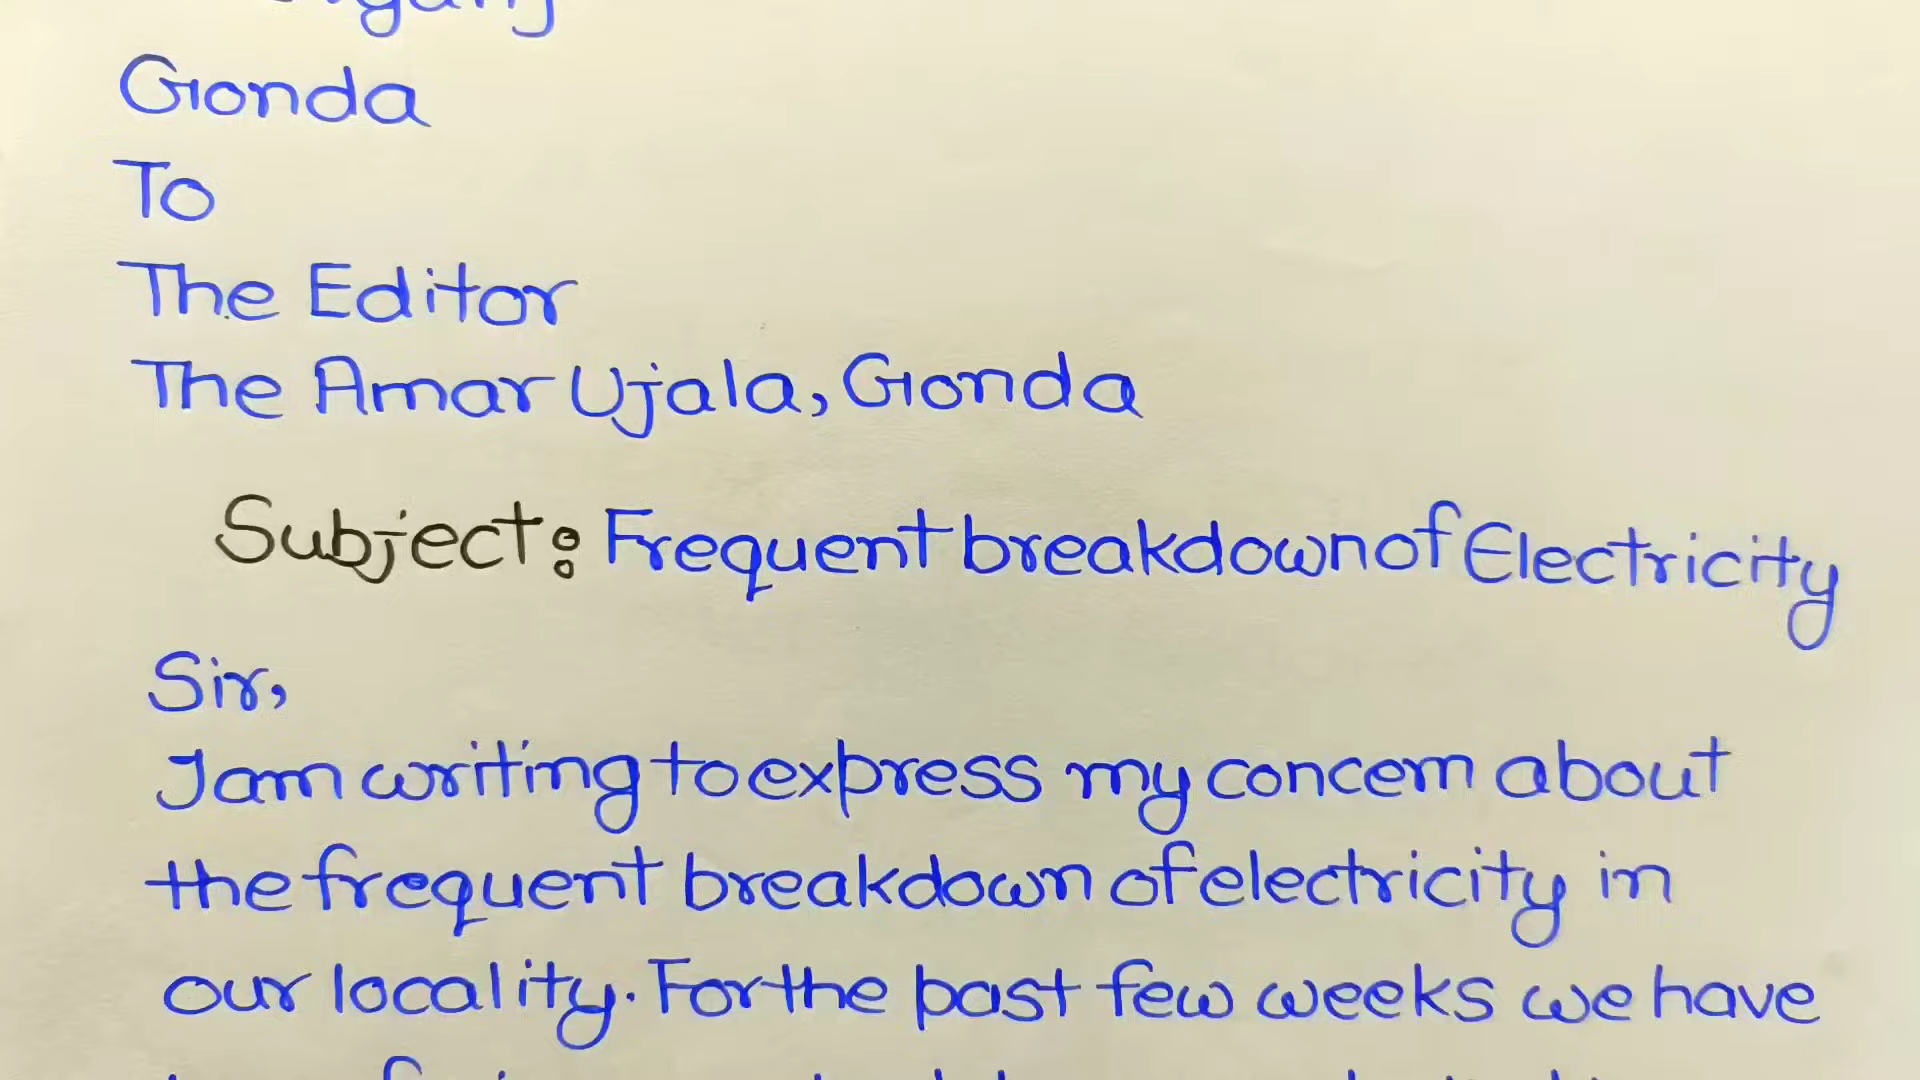 Gonda
To
The Editor
The Amar Ujala, Gonda
Subject: Frequent breakdown of Electricity
Sir,
I am writing to express my concern about
the frequent breakdown of electricity in
our locality. For the past few weeks we have